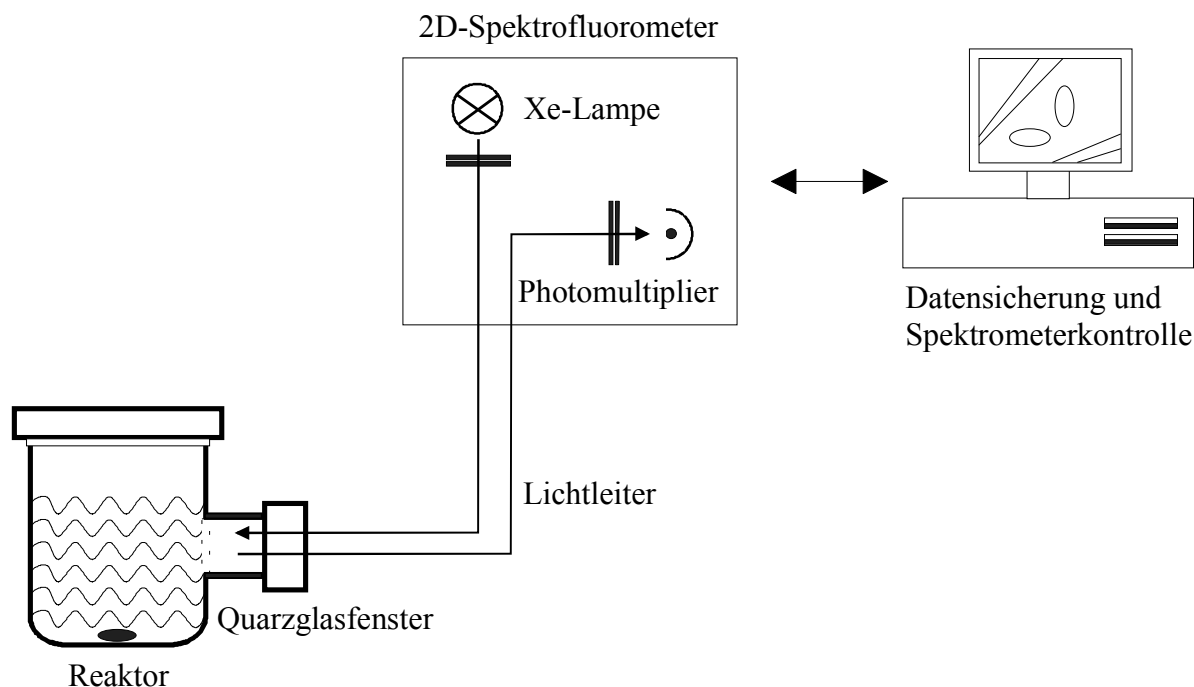 2D-Spektrofluorometer
Xe-Lampe
Photomultiplier
Datensicherung und
Spektrometerkontrolle
Lichtleiter
Quarzglasfenster
Reaktor